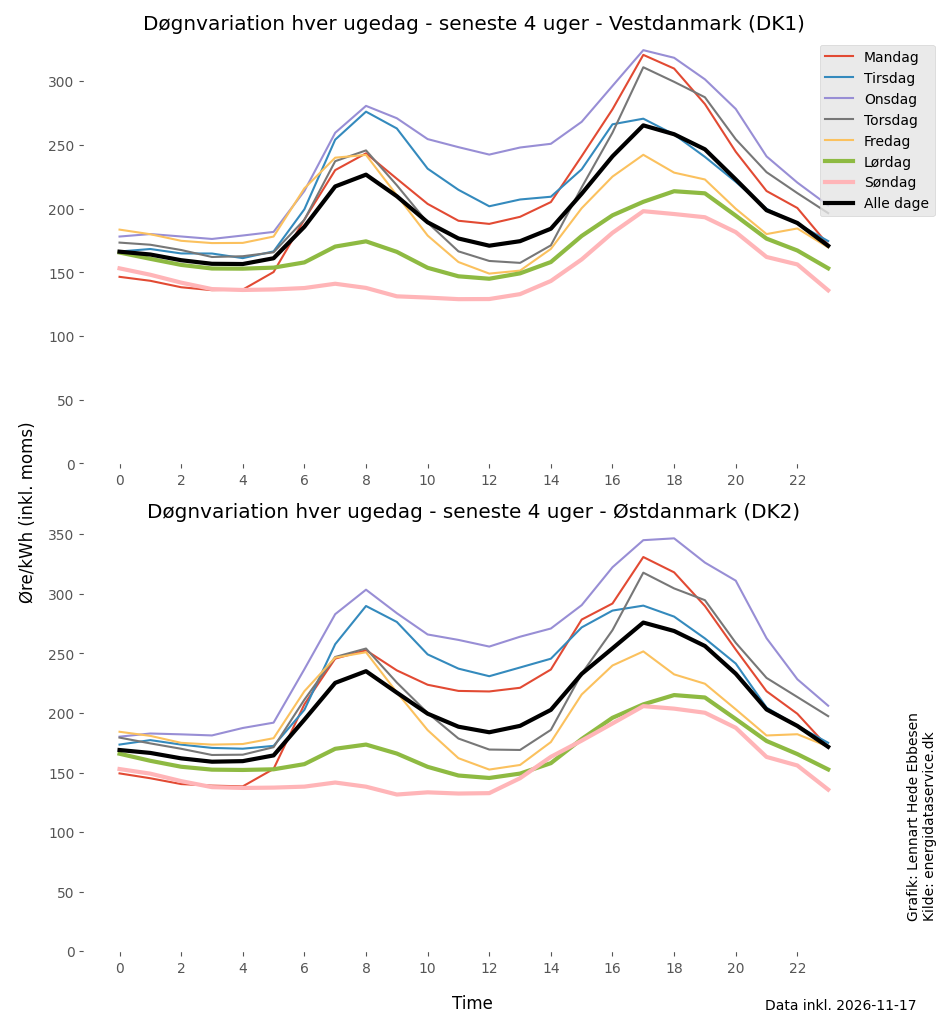 Døgnvariation hver ugedag - seneste 4 uger - Vestdanmark (DK1)
Mandag
Tirsdag
Onsdag
Torsdag
Fredag
Lørdag
Søndag
Alle dage
300
250
200
150
100
50
0
0 2 4 6 8 10 12 14 16 18 20 22
Øre/kWh (inkl. moms)
Døgnvariation hver ugedag - seneste 4 uger - Østdanmark (DK2)
350
300
250
200
150
100
50
0
0 2 4 6 8 10 12 14 16 18 20 22
Time
Grafik: Lennart Hede Ebbesen
Kilde: energidataservice.dk
Data inkl. 2026-11-17